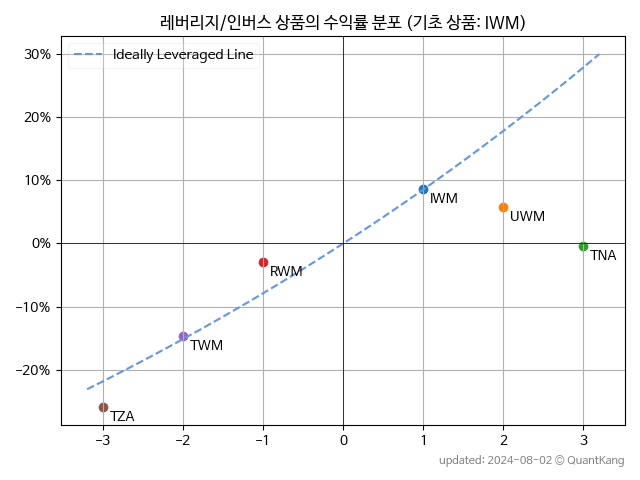 레버리지/인버스 상품의 수익률 분포 (기초 상품: IWM)
Ideally Leveraged Line
30%
20%
10%
0%
−10%
−20%
IWM
UWM
TNA
RWM
TWM
TZA
−3 −2 −1 0 1 2 3
updated: 2024-08-02 © QuantKang